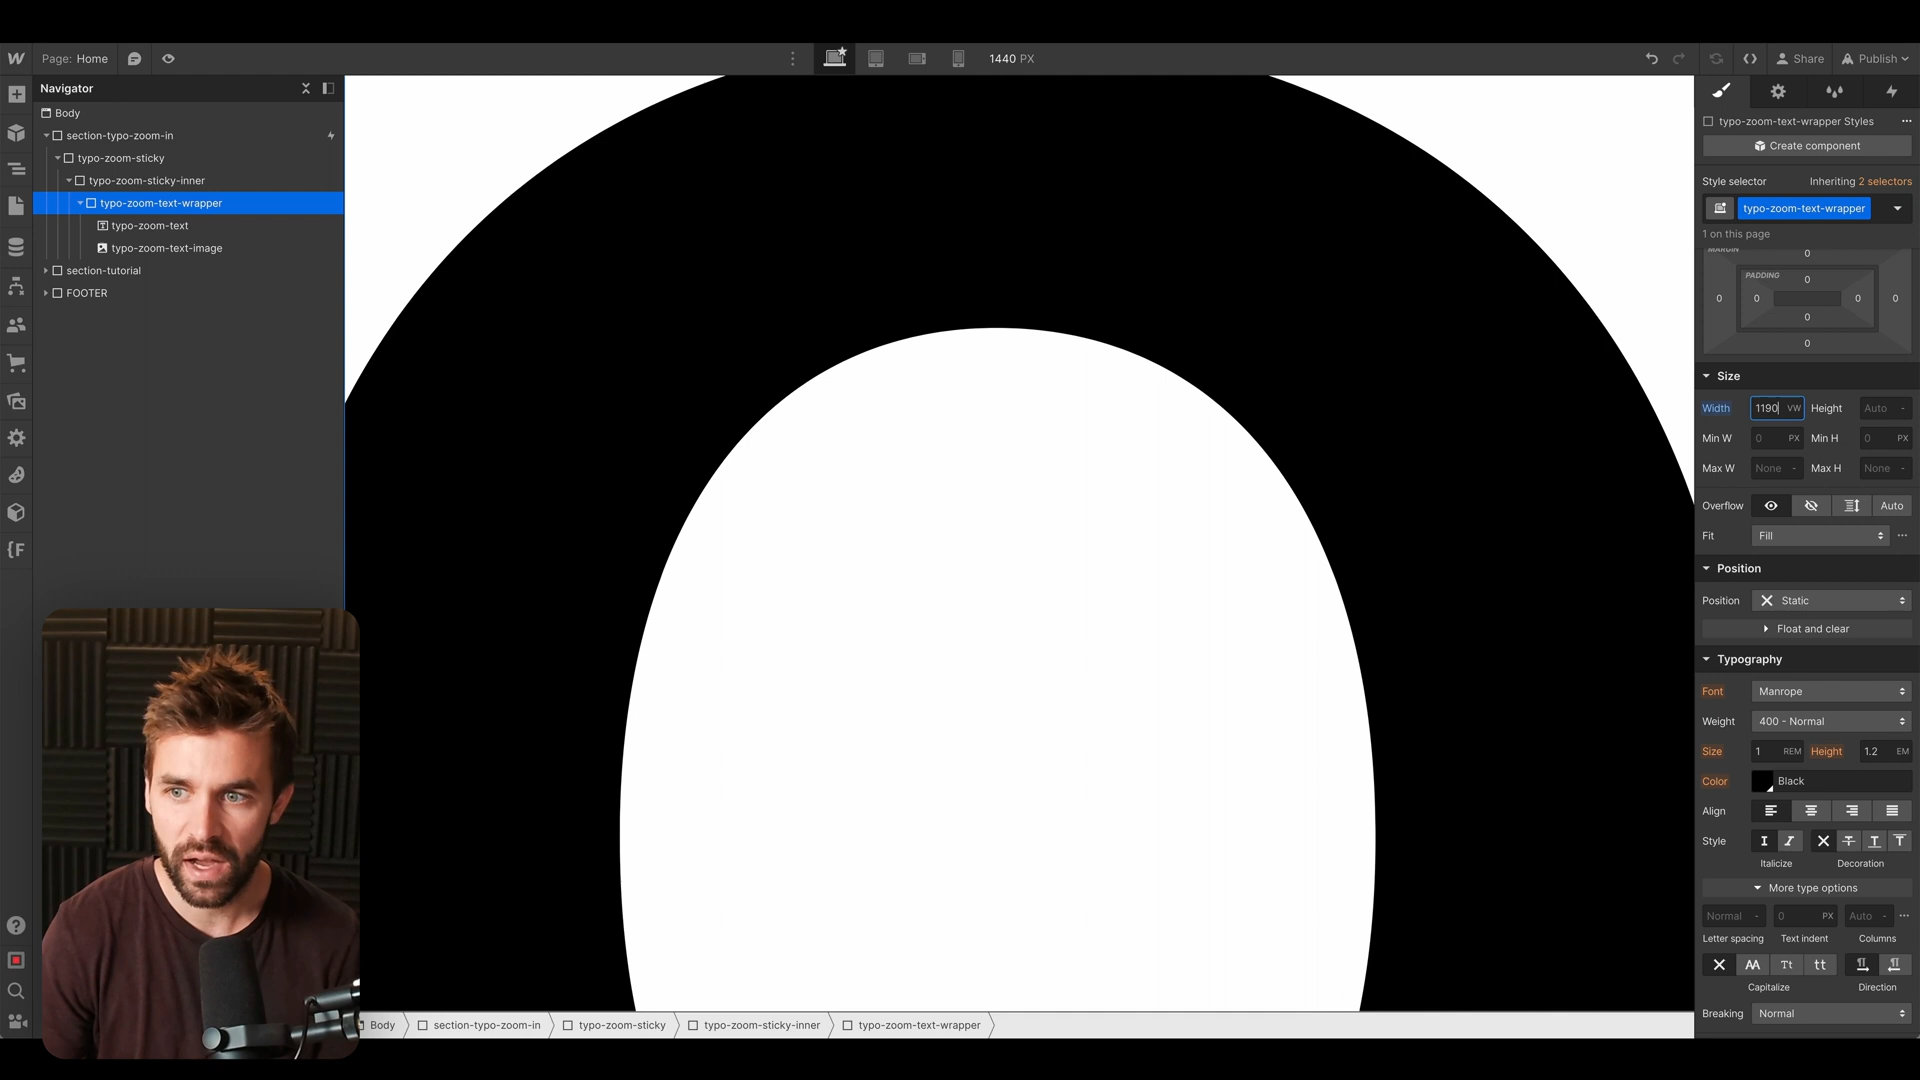 Page: Home
1440 PX
Share
Publish
Navigator
Body
section-typo-zoom-in
typo-zoom-sticky
typo-zoom-sticky-inner
typo-zoom-text-wrapper
typo-zoom-text
typo-zoom-text-image
section-tutorial
FOOTER
typo-zoom-text-wrapper Styles
Create component
Style selector
Inheriting 2 selectors
typo-zoom-text-wrapper
1 on this page
MARGIN
0
PADDING
0
0 0 0 0
0
0
Size
Width 1190 VW Height Auto -
Min W 0 PX Min H 0 PX
Max W None - Max H None -
Overflow Auto
Fit Fill
Position
Position Static
Float and clear
Typography
Font Manrope
Weight 400 - Normal
Size 1 REM Height 1.2 EM
Color Black
Align
Style
Italicize Decoration
More type options
Normal - 0 PX Auto -
Letter spacing Text indent Columns
AA Tt tt
Capitalize Direction
Breaking Normal
Body section-typo-zoom-in typo-zoom-sticky typo-zoom-sticky-inner typo-zoom-text-wrapper